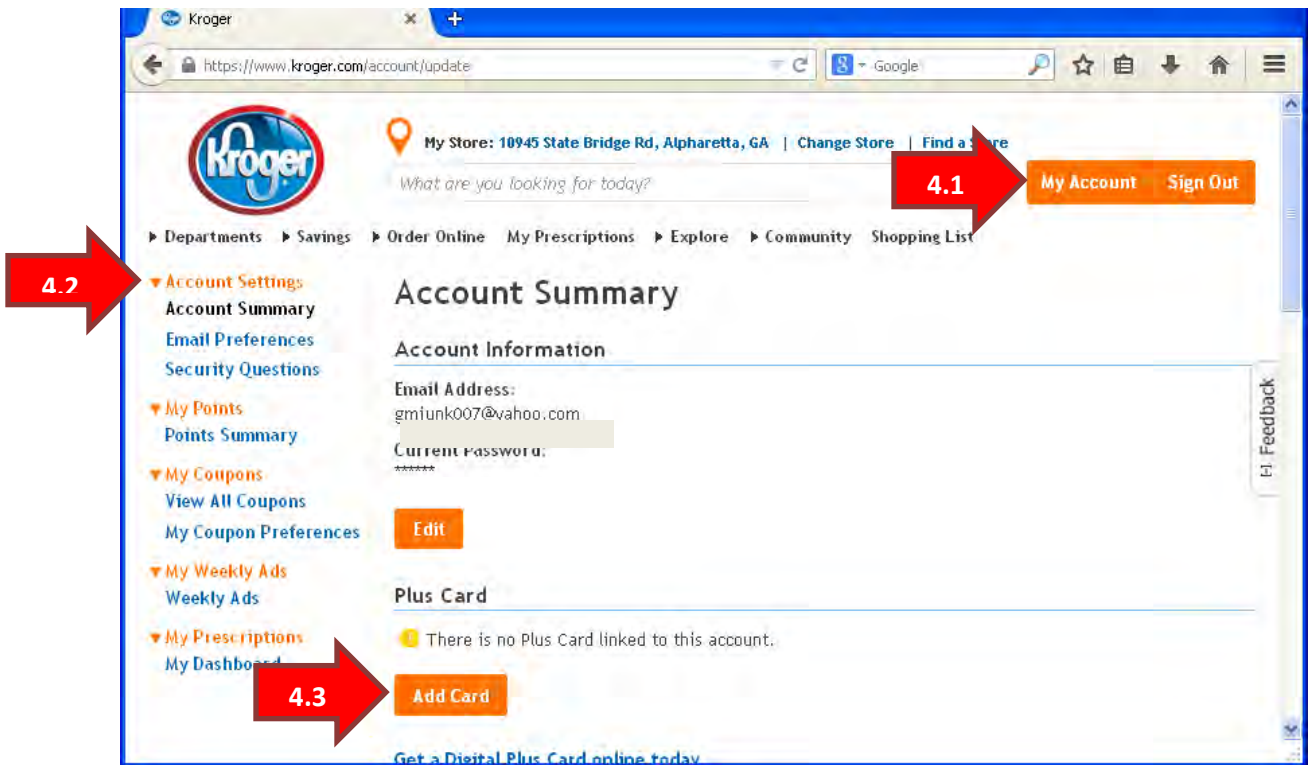 Kroger
https://www.kroger.com/account/update
Google
Kroger
My Store: 10945 State Bridge Rd, Alpharetta, GA | Change Store | Find a Store
What are you looking for today?
4.1
My Account Sign Out
Departments Savings Order Online My Prescriptions Explore Community Shopping List
4.2
Account Settings
Account Summary
Email Preferences
Security Questions
My Points
Points Summary
My Coupons
View All Coupons
My Coupon Preferences
My Weekly Ads
Weekly Ads
My Prescriptions
My Dashboard
Account Summary
Account Information
Email Address:
gmiunk007@vahoo.com
Current Password:
******
Edit
Plus Card
There is no Plus Card linked to this account.
4.3
Add Card
Get a Digital Plus Card online today
[-] Feedback